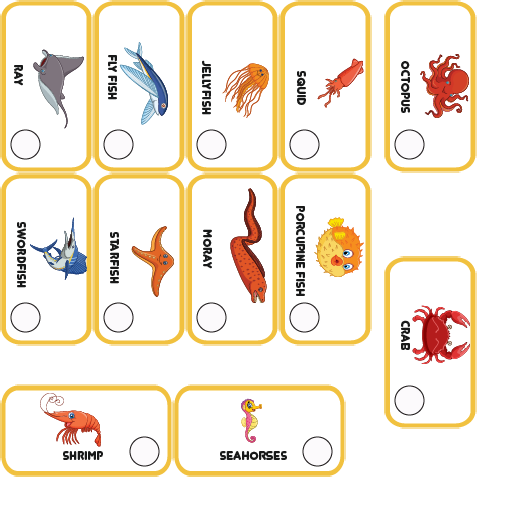 RAY
FLY FISH
JELLYFISH
SQUID
OCTOPUS
SWORDFISH
STARFISH
MORAY
PORCUPINE FISH
CRAB
SHRIMP
SEAHORSES